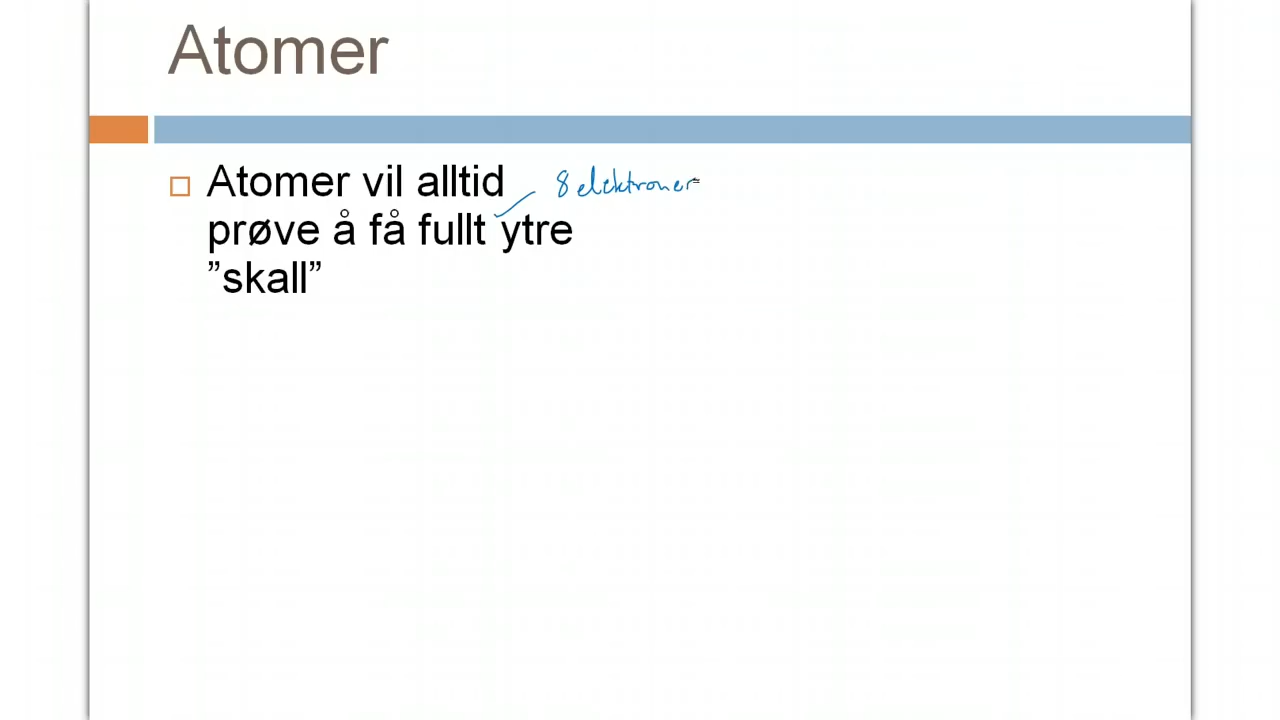 Atomer
Atomer vil alltid
8 elektroner
prøve å få fullt ytre
”skall”